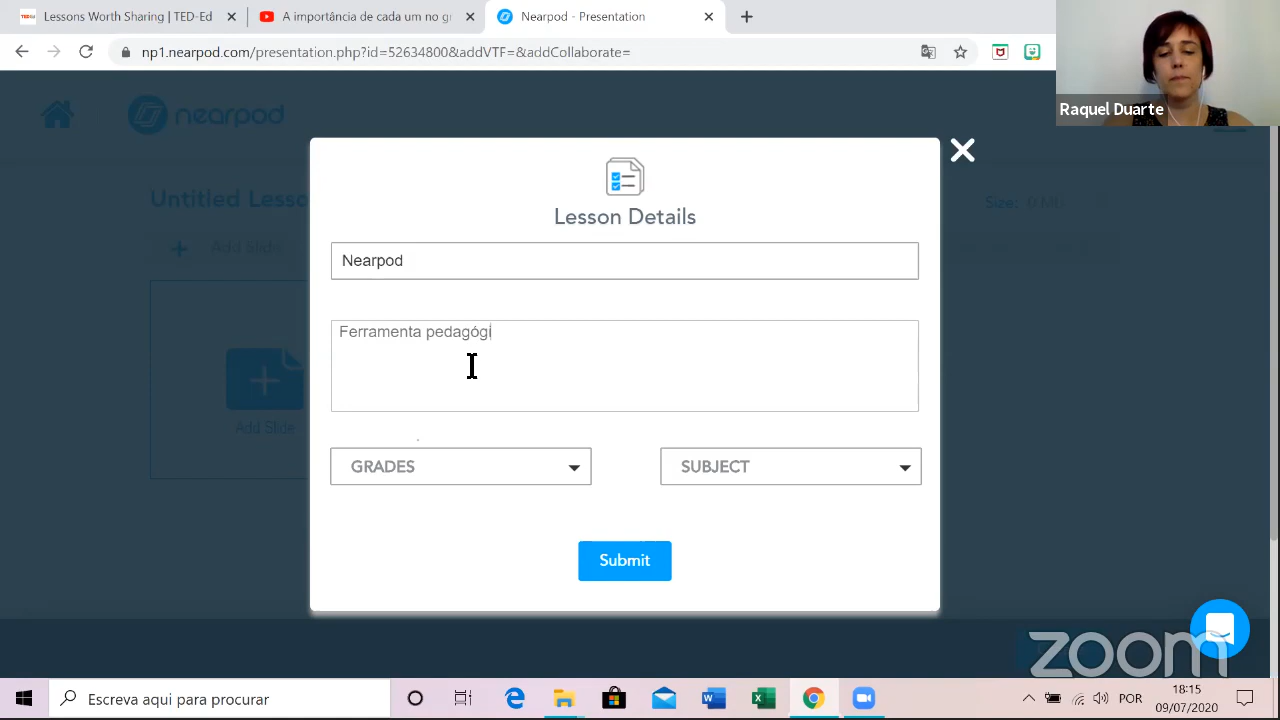 Lessons Worth Sharing | TED-Ed
A importância de cada um no gr
Nearpod - Presentation
np1.nearpod.com/presentation.php?id=52634800&addVTF=&addCollaborate=
Raquel Duarte
nearpod
Untitled Lesso
Size: 0
Add Slide
Add Slide
Lesson Details
Nearpod
Ferramenta pedagógi
GRADES
SUBJECT
Submit
zoom
Escreva aqui para procurar
POR
18:15
09/07/2020